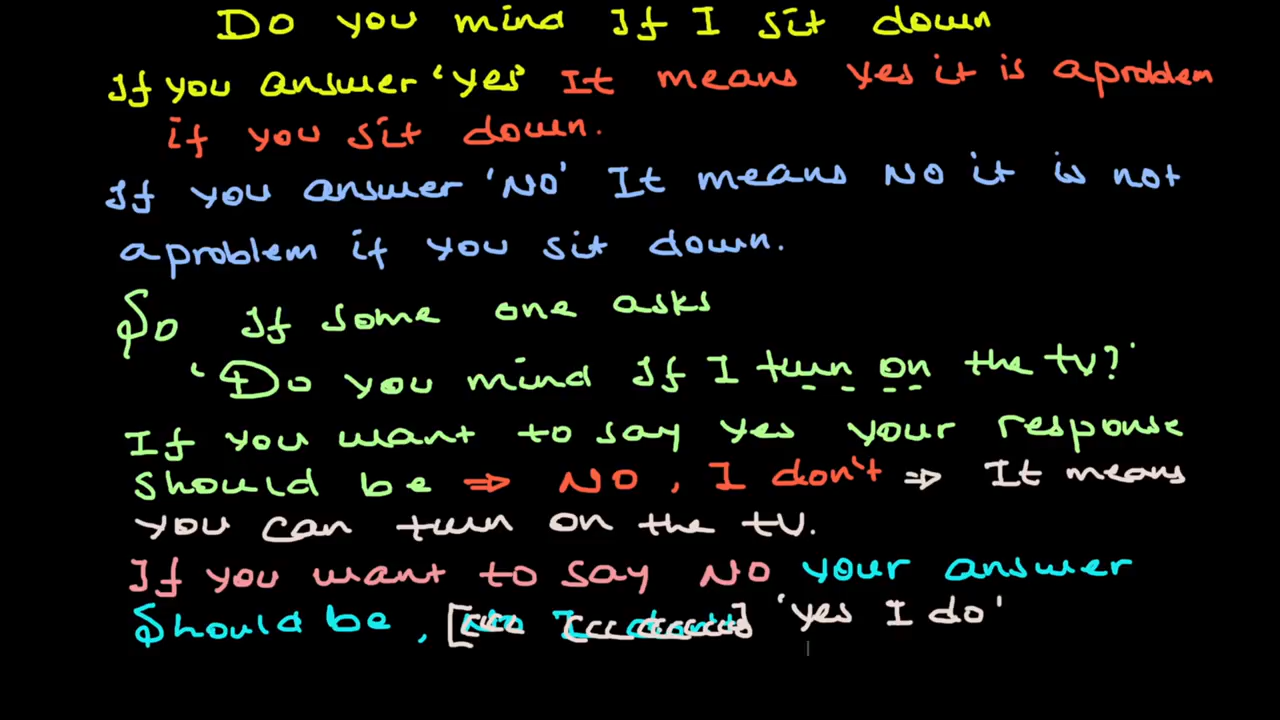 Do you mind If I sit down
If you answer 'yes' It means yes it is a problem
if you sit down.
If you answer 'NO' It means NO it is not
a problem if you sit down.
So If some one asks
'Do you mind If I turn on the tv?'
If you want to say yes your response
should be ⇒ NO, I don't ⇒ It means
you can turn on the tv.
If you want to say NO your answer
should be, [No I don't] 'yes I do'